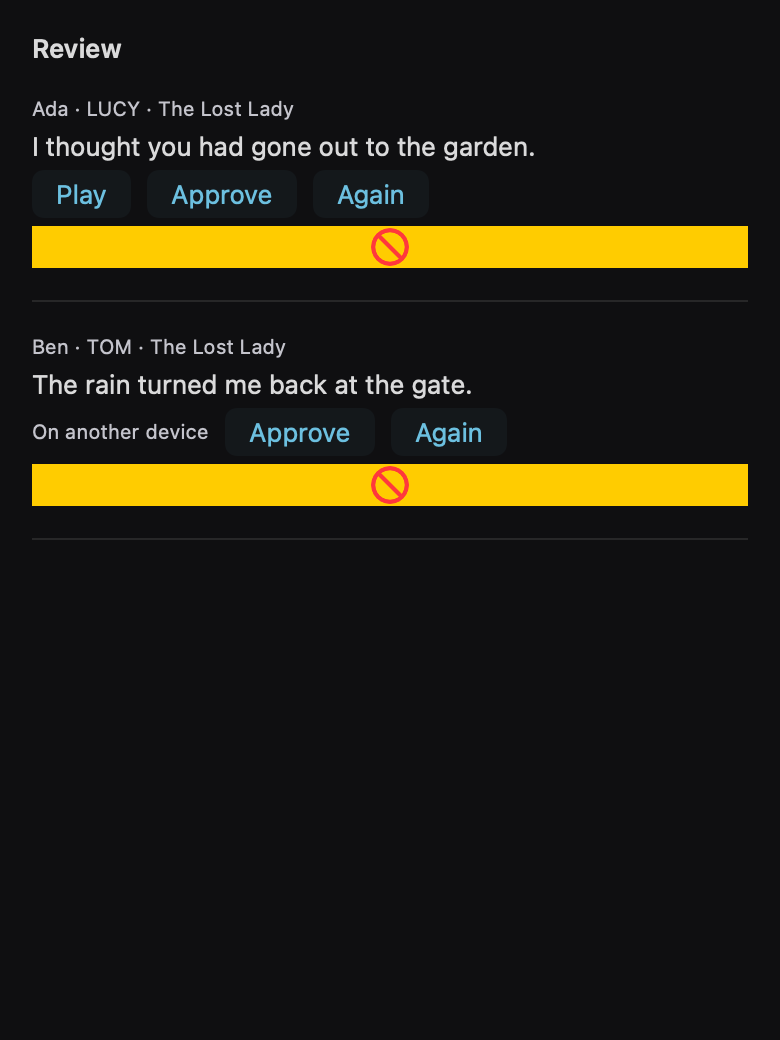 Review
Ada · LUCY · The Lost Lady
I thought you had gone out to the garden.
Play Approve Again
Ben · TOM · The Lost Lady
The rain turned me back at the gate.
On another device Approve Again